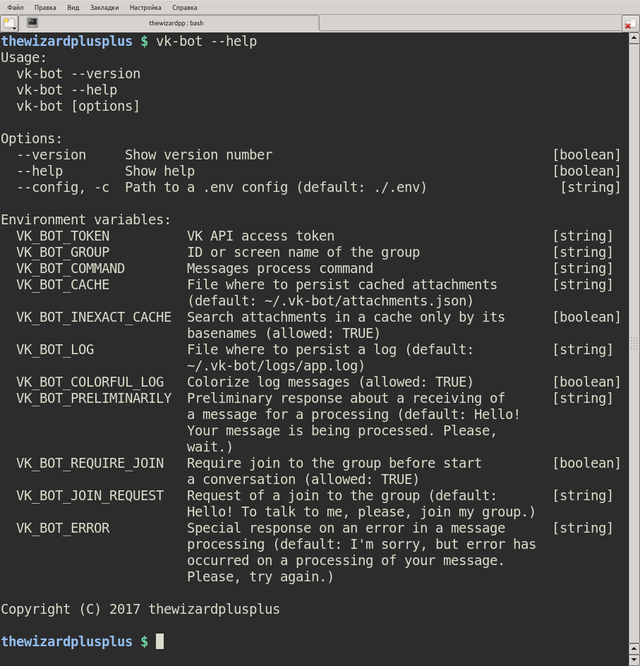 Файл Правка Вид Закладки Настройка Справка
thewizardpp : bash
thewizardplusplus $ vk-bot --help
Usage:
vk-bot --version
vk-bot --help
vk-bot [options]
Options:
--version Show version number [boolean]
--help Show help [boolean]
--config, -c Path to a .env config (default: ./.env) [string]
Environment variables:
VK_BOT_TOKEN VK API access token [string]
VK_BOT_GROUP ID or screen name of the group [string]
VK_BOT_COMMAND Messages process command [string]
VK_BOT_CACHE File where to persist cached attachments [string]
(default: ~/.vk-bot/attachments.json)
VK_BOT_INEXACT_CACHE Search attachments in a cache only by its [boolean]
basenames (allowed: TRUE)
VK_BOT_LOG File where to persist a log (default: [string]
~/.vk-bot/logs/app.log)
VK_BOT_COLORFUL_LOG Colorize log messages (allowed: TRUE) [boolean]
VK_BOT_PRELIMINARILY Preliminary response about a receiving of [string]
a message for a processing (default: Hello!
Your message is being processed. Please,
wait.)
VK_BOT_REQUIRE_JOIN Require join to the group before start [boolean]
a conversation (allowed: TRUE)
VK_BOT_JOIN_REQUEST Request of a join to the group (default: [string]
Hello! To talk to me, please, join my group.)
VK_BOT_ERROR Special response on an error in a message [string]
processing (default: I'm sorry, but error has
occurred on a processing of your message.
Please, try again.)
Copyright (C) 2017 thewizardplusplus
thewizardplusplus $